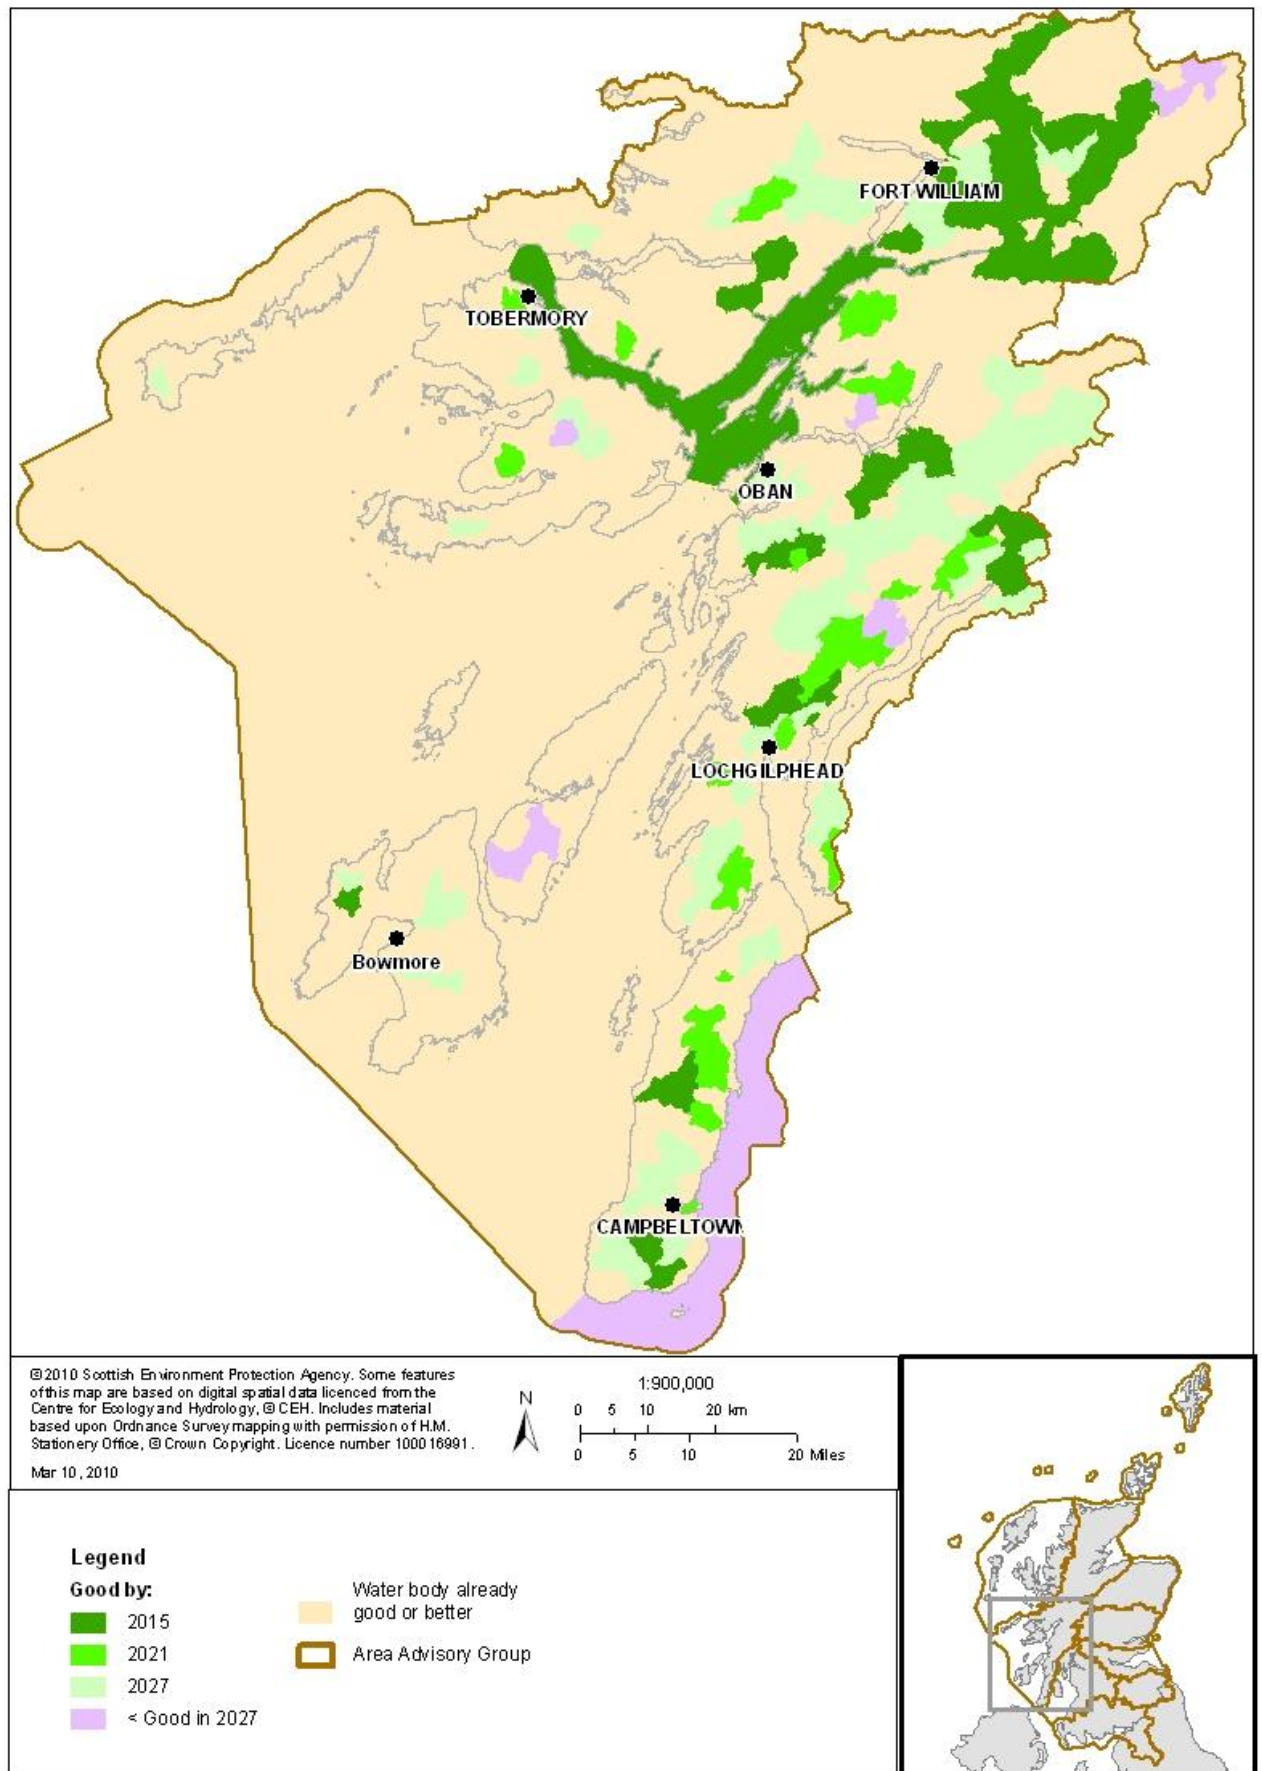 FORT WILLIAM
TOBERMORY
OBAN
LOCHGILPHEAD
Bowmore
CAMPBELTOWN
©2010 Scottish Environment Protection Agency. Some features
of this map are based on digital spatial data licenced from the
Centre for Ecology and Hydrology, © CEH. Includes material
based upon Ordnance Survey mapping with permission of H.M.
Stationery Office, © Crown Copyright. Licence number 100016991.
Mar 10, 2010
N
1:900,000
0 5 10 20 km
0 5 10 20 Miles
Legend
Good by:
2015
2021
2027
< Good in 2027
Water body already
good or better
Area Advisory Group